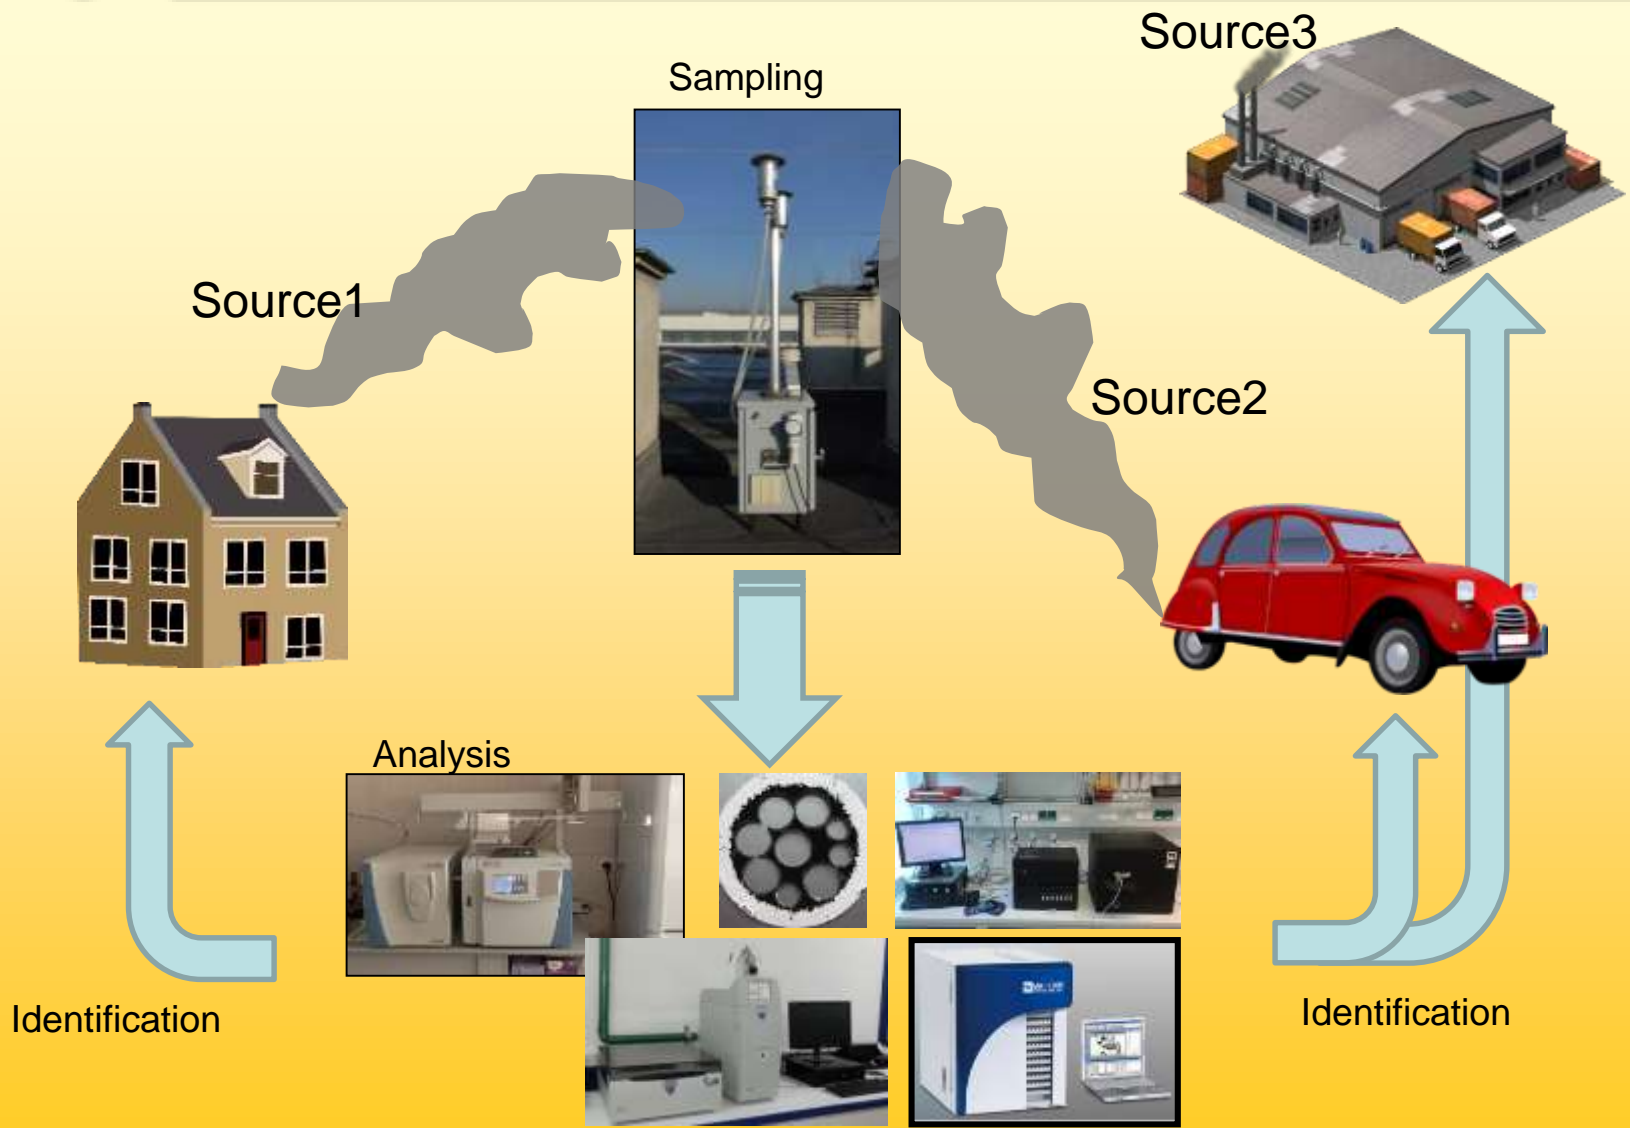 Source3
Sampling
Source1
Source2
Analysis
Identification
Identification